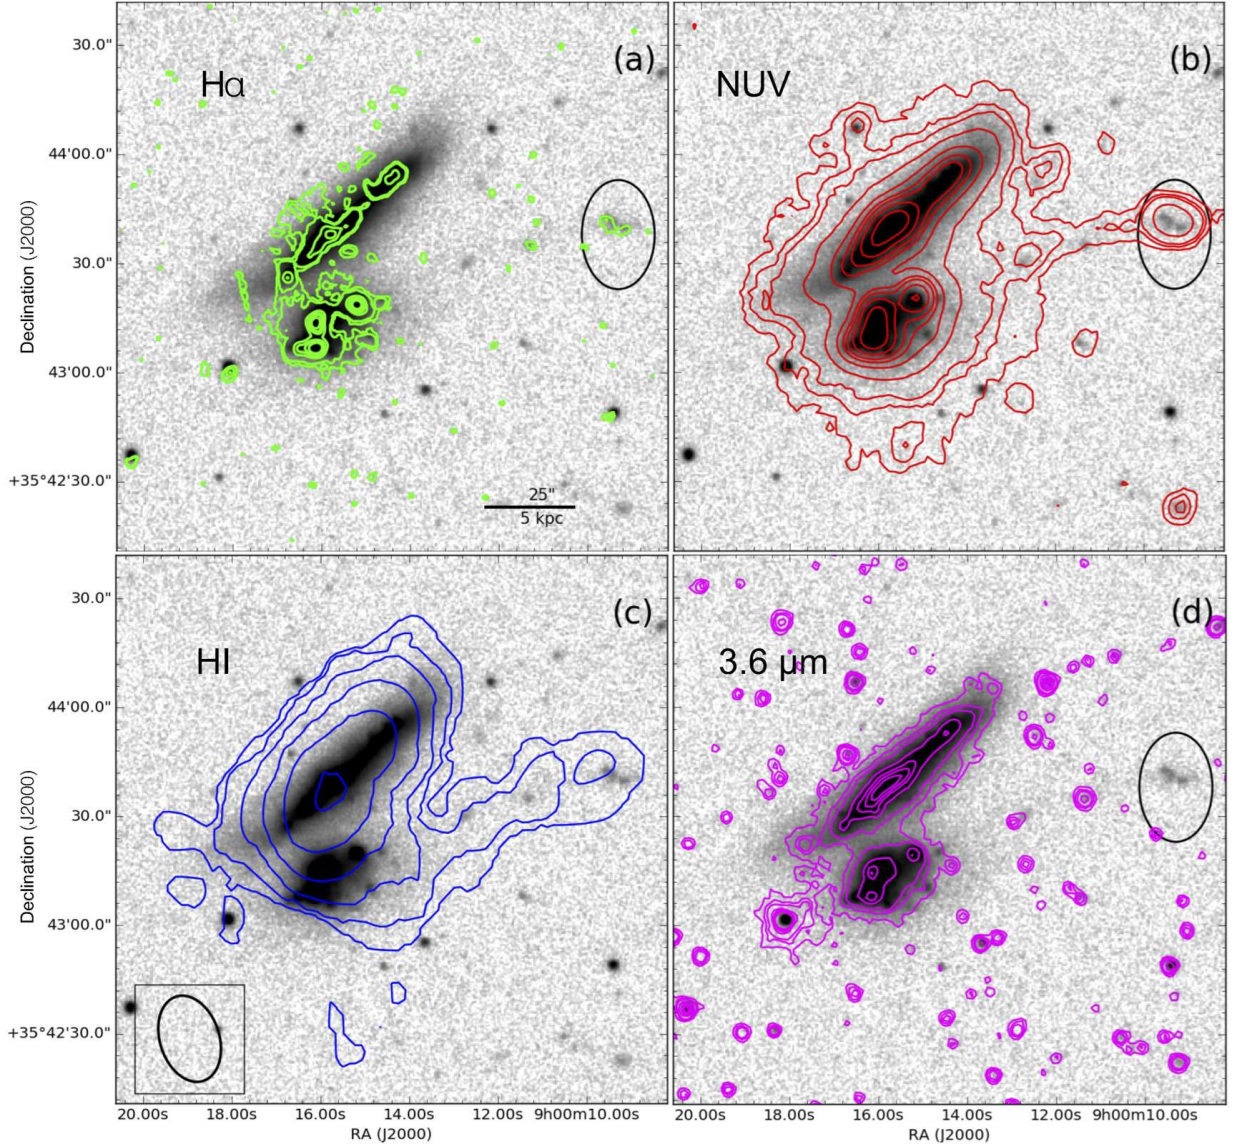 (a)
Hα
30.0"
44'00.0"
30.0"
43'00.0"
+35°42'30.0"
Declination (J2000)
25"
5 kpc
(b)
NUV
(c)
HI
30.0"
44'00.0"
30.0"
43'00.0"
+35°42'30.0"
Declination (J2000)
20.00s 18.00s 16.00s 14.00s 12.00s 9h00m10.00s
RA (J2000)
(d)
3.6 µm
20.00s 18.00s 16.00s 14.00s 12.00s 9h00m10.00s
RA (J2000)